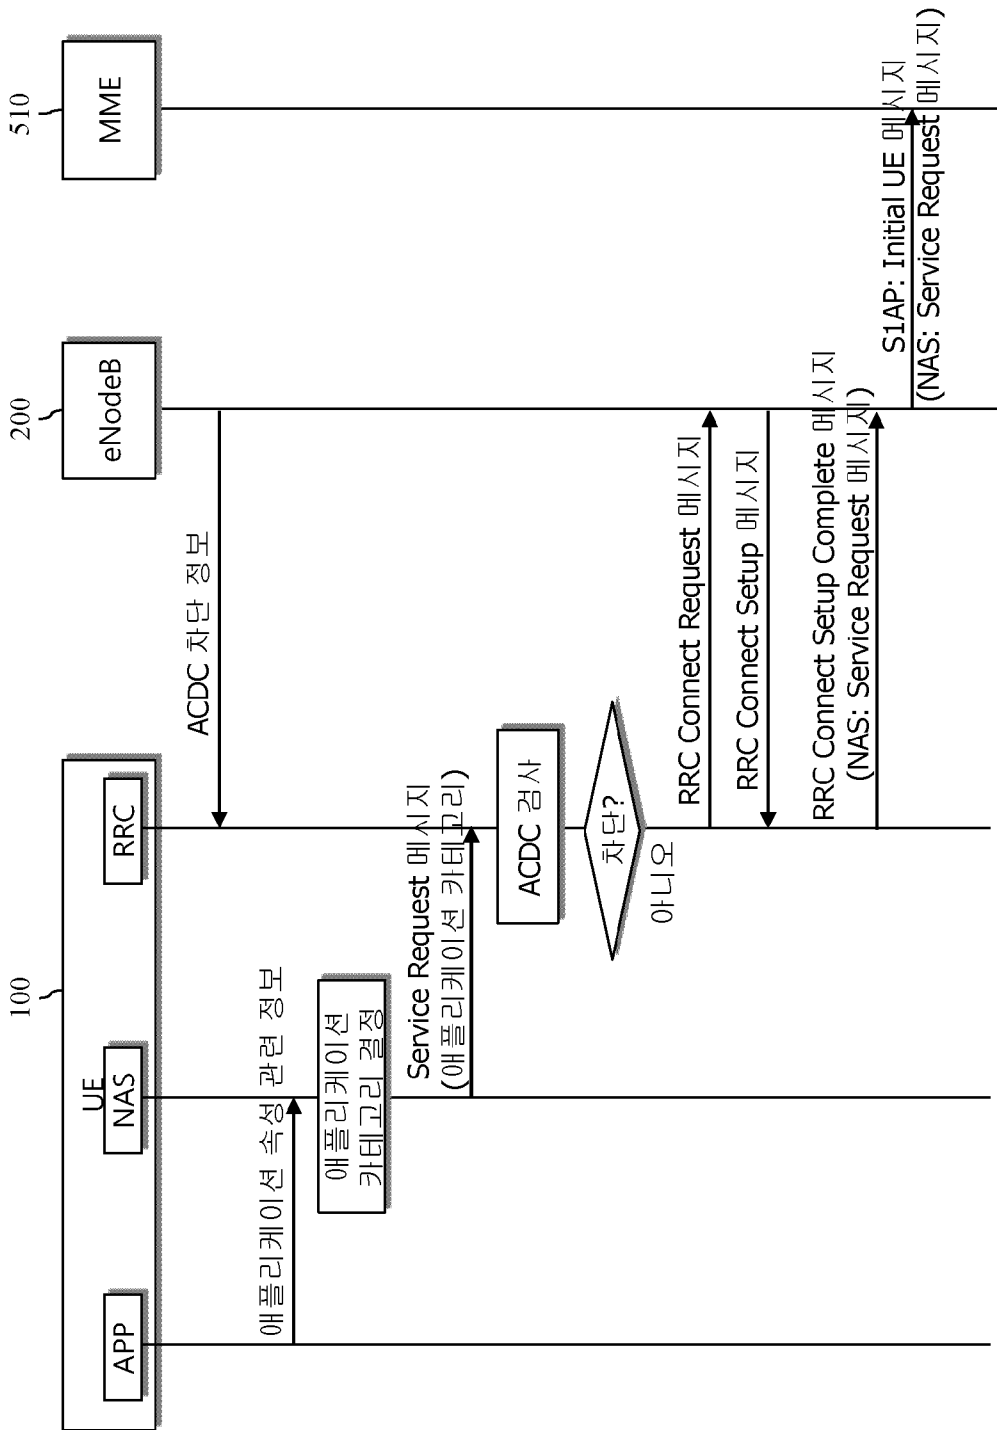 100
200
510
UE
APP
NAS
RRC
eNodeB
MME
ACDC 차단 정보
애플리케이션 속성 관련 정보
애플리케이션
카테고리 결정
Service Request 메시지
(애플리케이션 카테고리)
ACDC 검사
차단?
아니오
RRC Connect Request 메시지
RRC Connect Setup 메시지
RRC Connect Setup Complete 메시지
(NAS: Service Request 메시지)
S1AP: Initial UE 메시지
(NAS: Service Request 메시지)